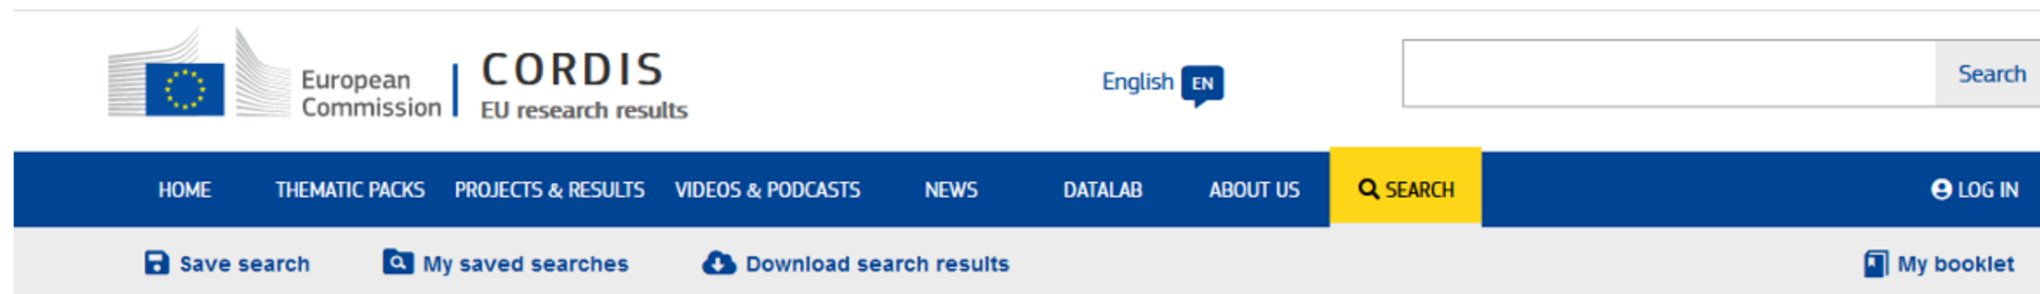 European
Commission
CORDIS
EU research results
English EN
Search
HOME THEMATIC PACKS PROJECTS & RESULTS VIDEOS & PODCASTS NEWS DATALAB ABOUT US SEARCH LOG IN
Save search My saved searches Download search results My booklet